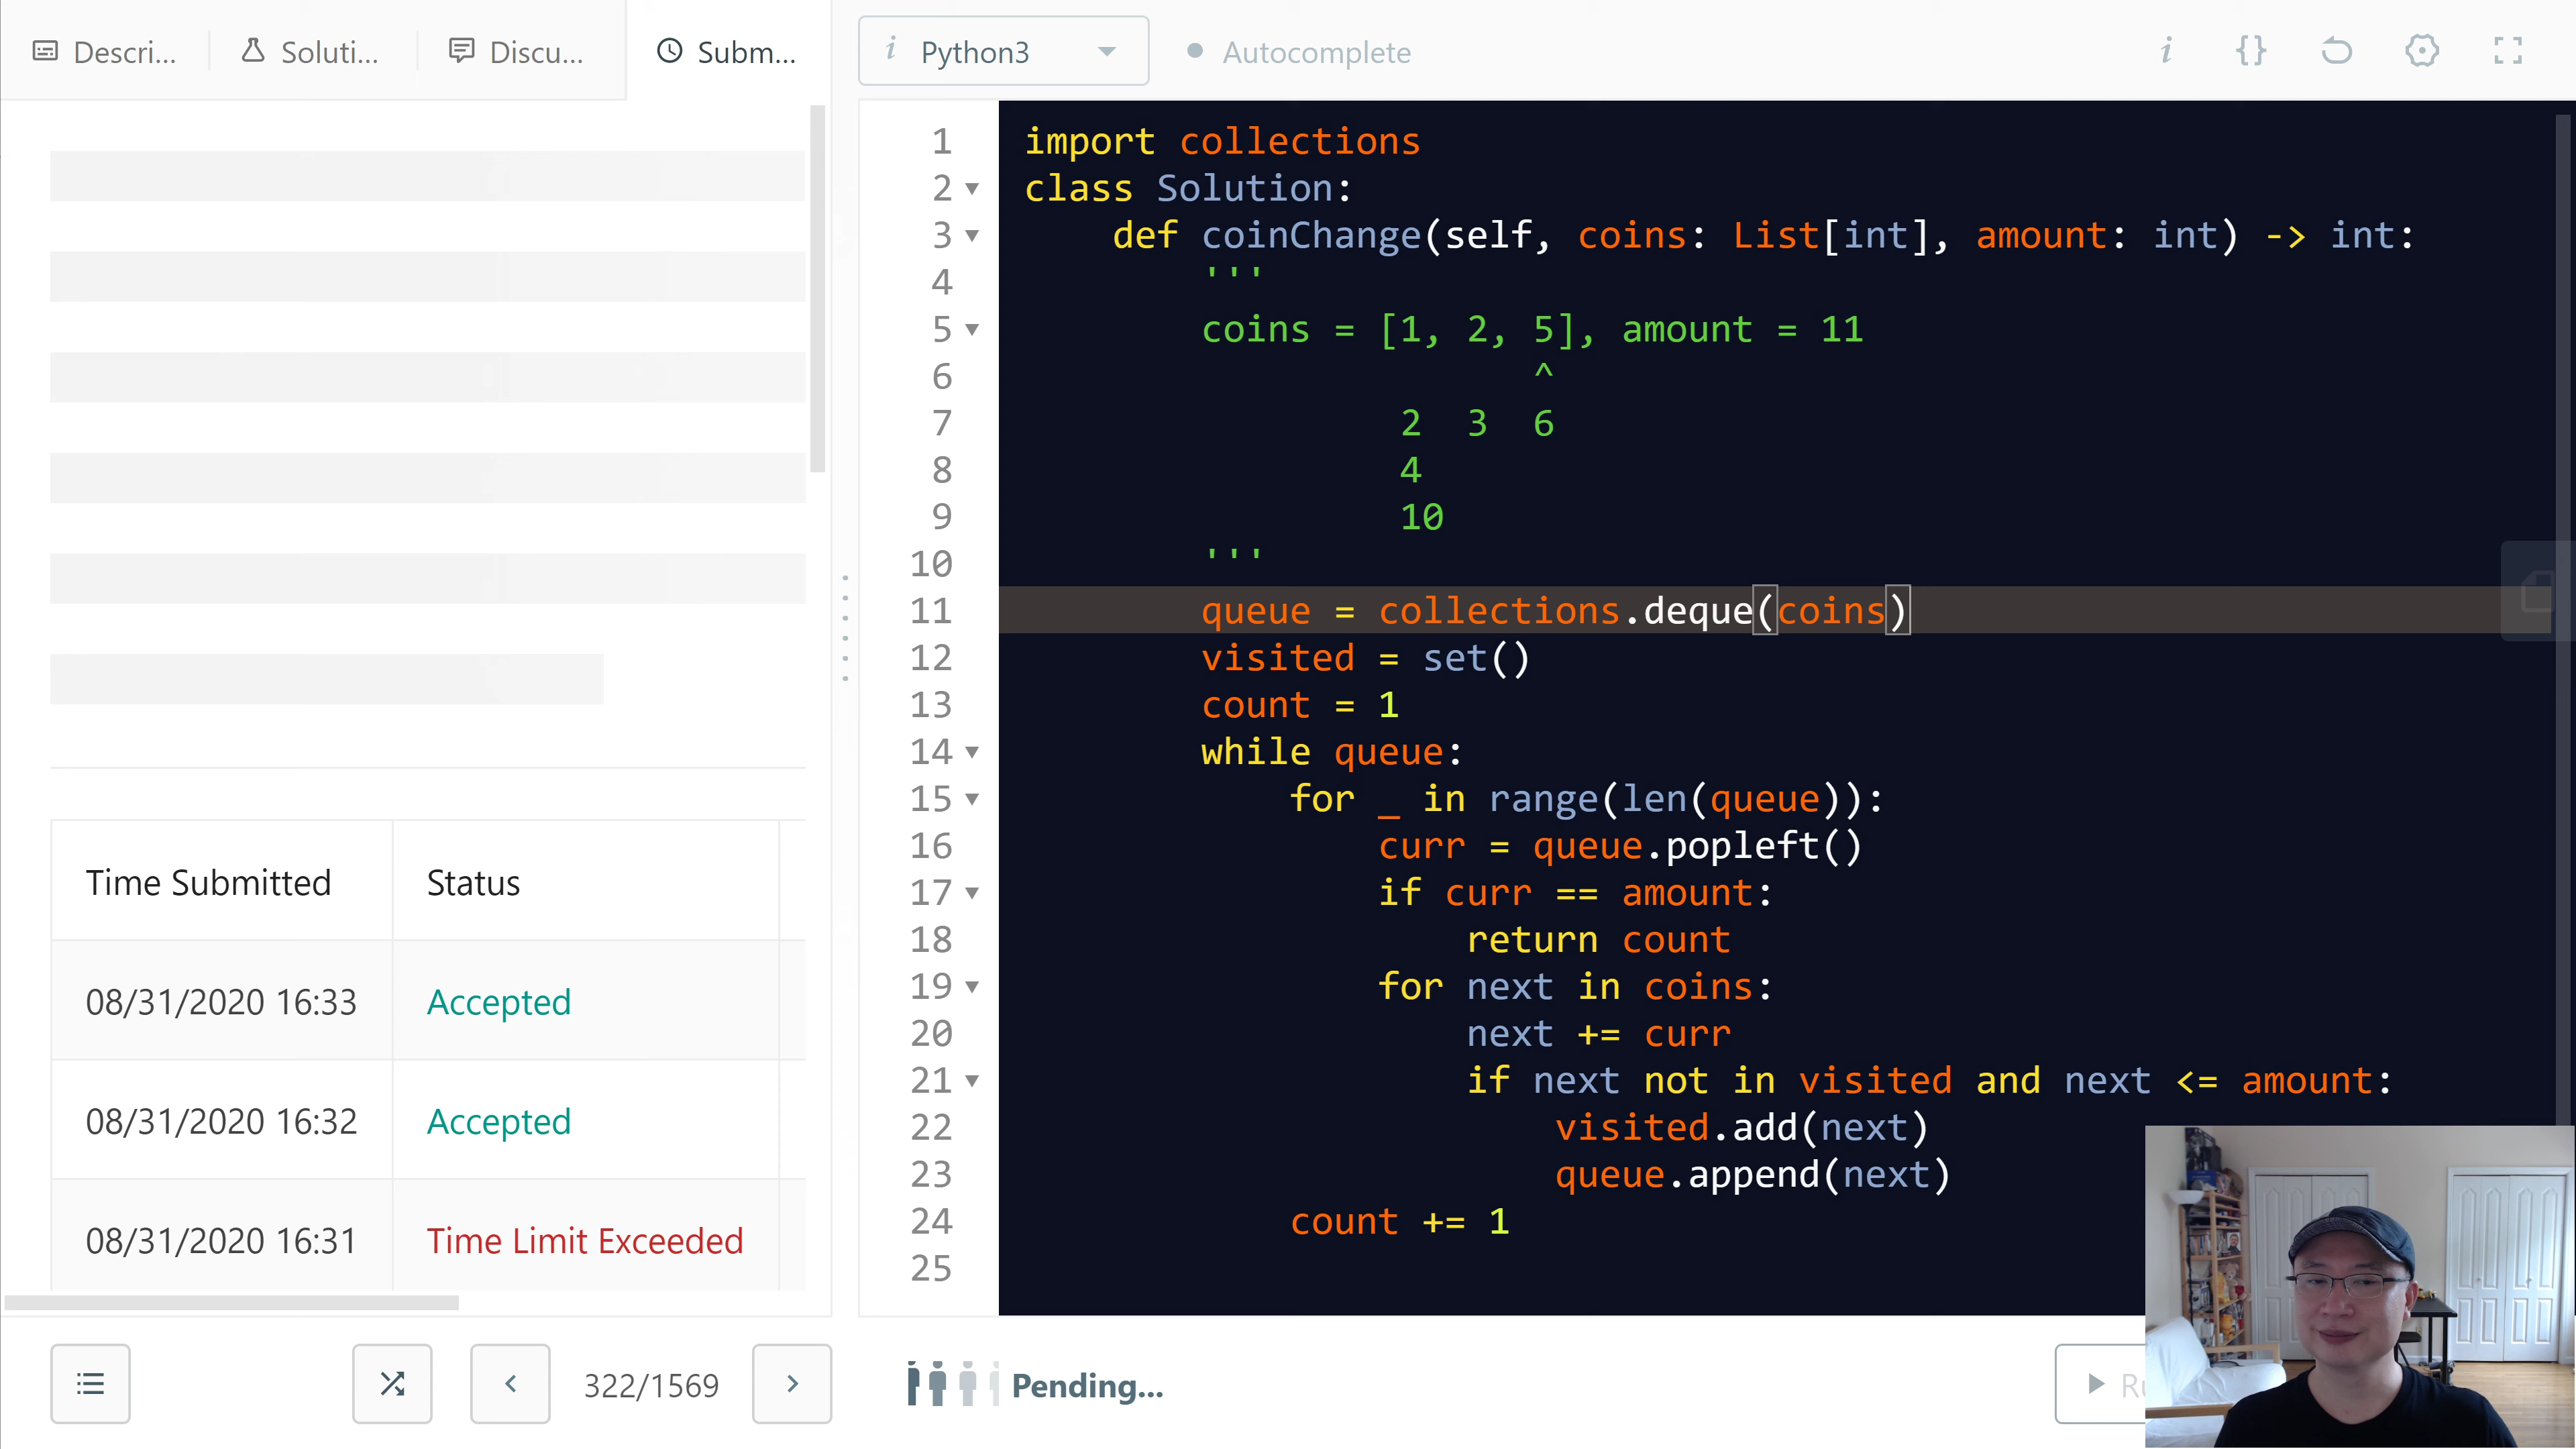 Descri...
Soluti...
Discu...
Subm...
i Python3
Autocomplete
i {}
1 import collections
2 class Solution:
3 def coinChange(self, coins: List[int], amount: int) -> int:
4 '''
5 coins = [1, 2, 5], amount = 11
6 ^
7 2 3 6
8 4
9 10
10 '''
11 queue = collections.deque(coins)
12 visited = set()
13 count = 1
14 while queue:
15 for _ in range(len(queue)):
16 curr = queue.popleft()
17 if curr == amount:
18 return count
19 for next in coins:
20 next += curr
21 if next not in visited and next <= amount:
22 visited.add(next)
23 queue.append(next)
24 count += 1
25
Time Submitted Status
08/31/2020 16:33 Accepted
08/31/2020 16:32 Accepted
08/31/2020 16:31 Time Limit Exceeded
322/1569
Pending...